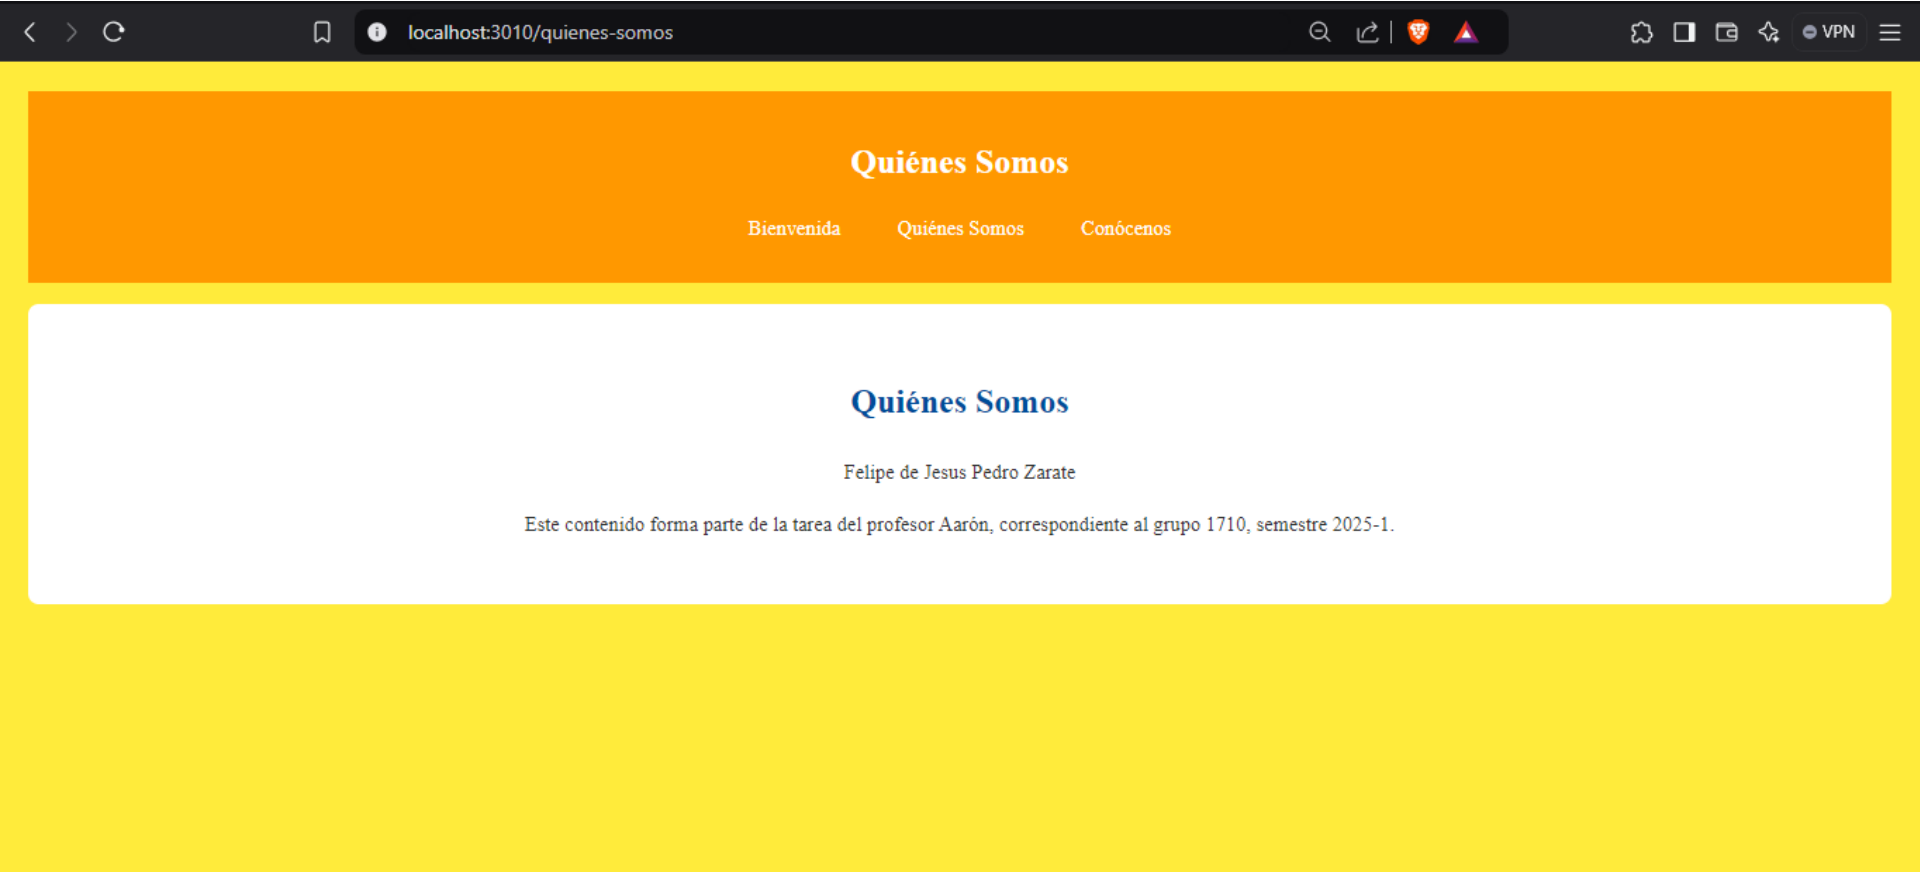 localhost:3010/quienes-somos
VPN
Quiénes Somos
Bienvenida Quiénes Somos Conócenos
Quiénes Somos
Felipe de Jesus Pedro Zarate
Este contenido forma parte de la tarea del profesor Aarón, correspondiente al grupo 1710, semestre 2025-1.